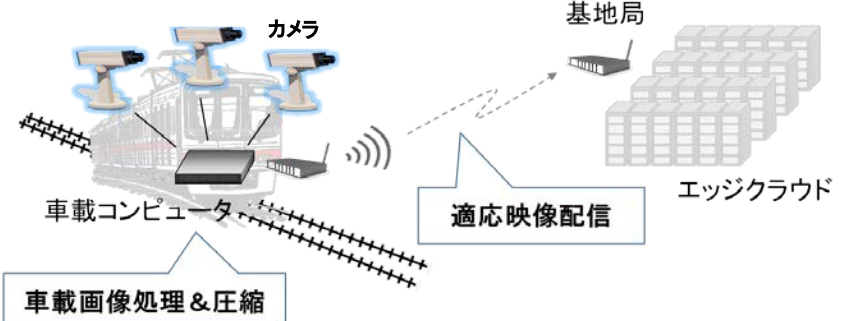 カメラ
基地局
エッジクラウド
車載コンピュータ
適応映像配信
車載画像処理&圧縮